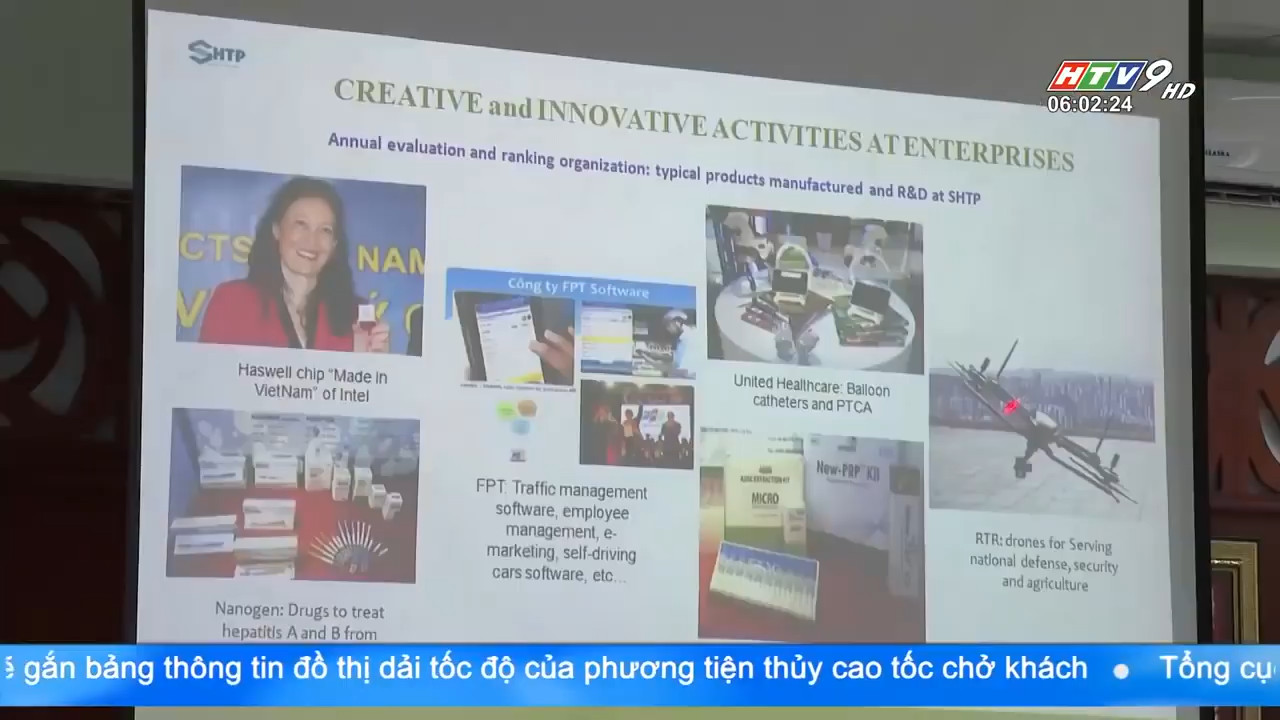 SHTP
HTV9 HD
06:02:24
CREATIVE and INNOVATIVE ACTIVITIES AT ENTERPRISES
Annual evaluation and ranking organization: typical products manufactured and R&D at SHTP
CTS
NAM
Haswell chip “Made in
VietNam” of Intel
Công ty FPT Software
FPT: Traffic management
software, employee
management, e-
marketing, self-driving
cars software, etc...
United Healthcare: Balloon
catheters and PTCA
MICRO
New-PRP Kit
RTR: drones for Serving
national defense, security
and agriculture
Nanogen: Drugs to treat
hepatitis A and B from
gắn bảng thông tin đồ thị dải tốc độ của phương tiện thủy cao tốc chở khách • Tổng cụ